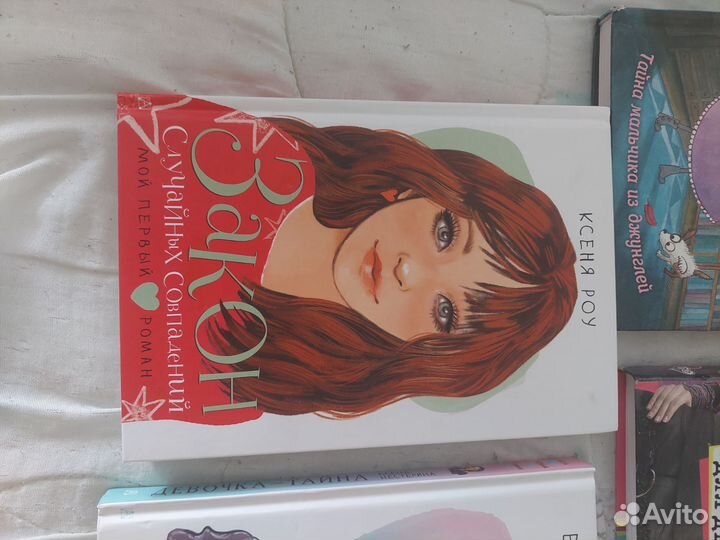 КСЕНЯ РОУ
ЗАКОН
СЛУЧАЙНЫХ СОВПАДЕНИЙ
МОЙ ПЕРВЫЙ РОМАН
Тайна мальчика из джунглей
ДЕВОЧКА ТАЙНА
Avito